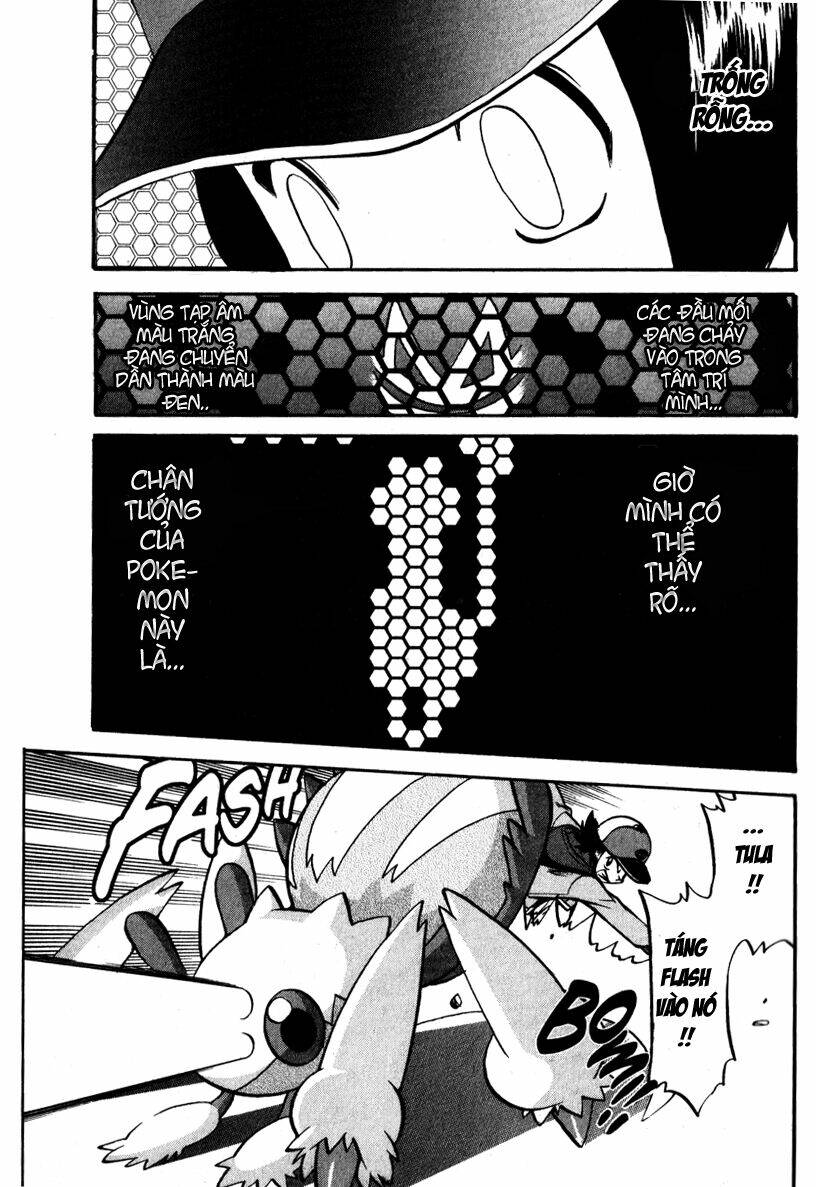 TRỐNG
RỖNG...
CÁC ĐẦU MỐI
ĐANG CHẢY
VÀO TRONG
TÂM TRÍ
MÌNH...
VÙNG TẠP ÂM
MÀU TRẮNG
ĐANG CHUYỂN
DẦN THÀNH MÀU
ĐEN..
GIỜ
MÌNH CÓ
THỂ
THẤY
RÕ...
CHÂN
TƯỚNG
CỦA
POKE-
MON
NÀY
LÀ...
...
TULA
!!
FASH
TÁNG
FLASH
VÀO NÓ
!!
BOM!!